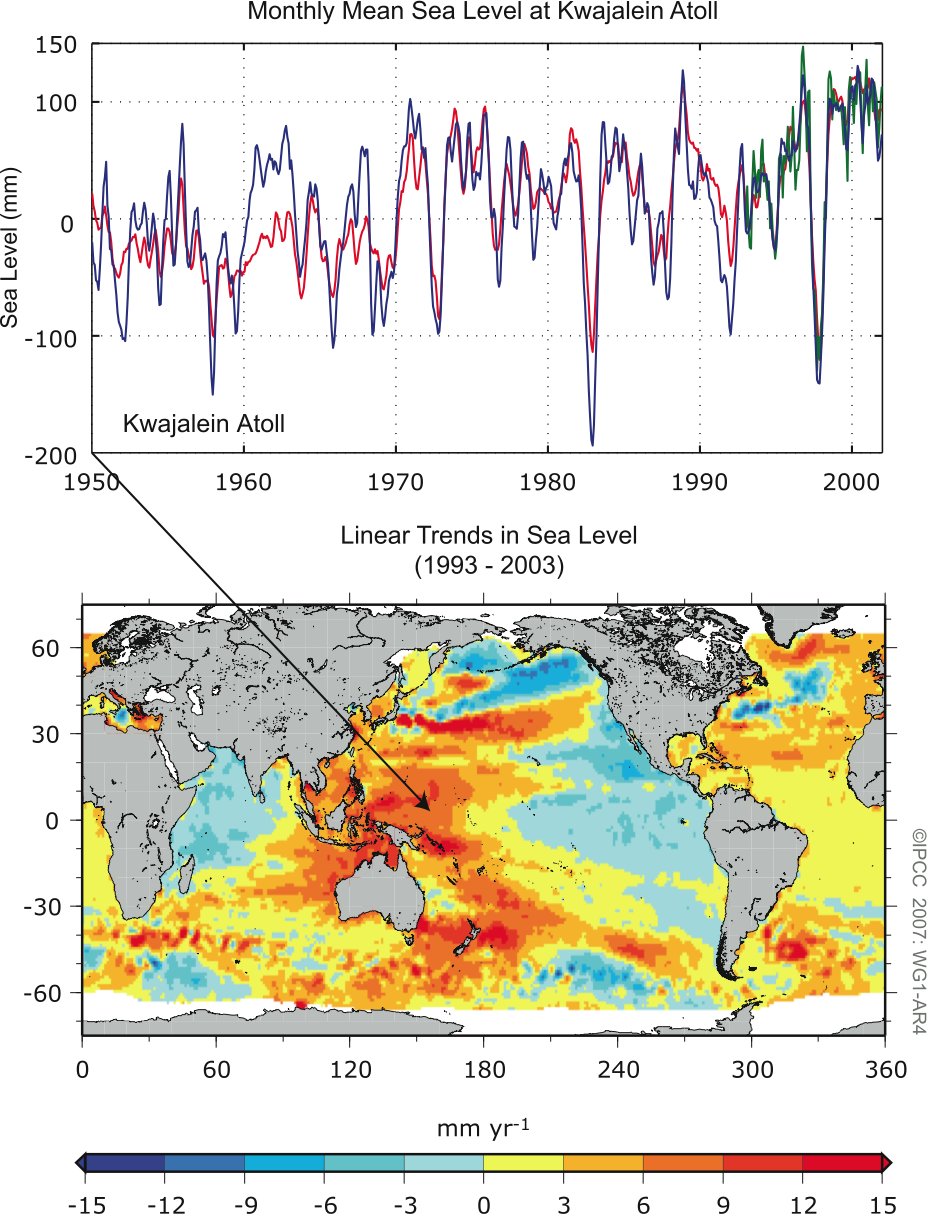 Monthly Mean Sea Level at Kwajalein Atoll
150
100
0
-100
-200
Sea Level (mm)
Kwajalein Atoll
1950 1960 1970 1980 1990 2000
Linear Trends in Sea Level
(1993 - 2003)
60
30
0
-30
-60
0 60 120 180 240 300 360
©IPCC 2007: WG1-AR4
mm yr-1
-15 -12 -9 -6 -3 0 3 6 9 12 15